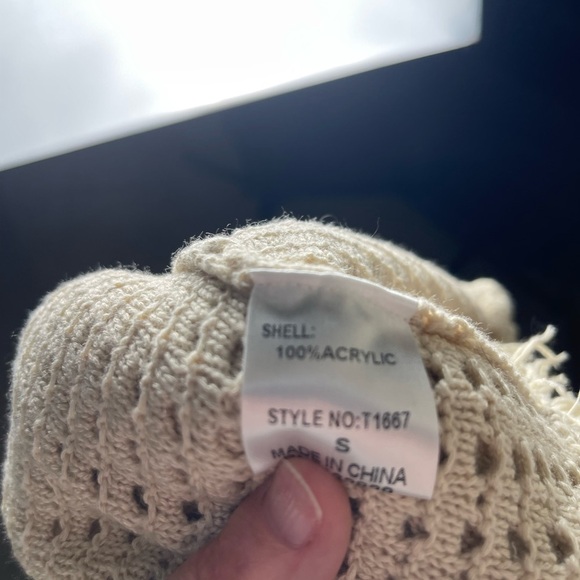 SHELL:
100%ACRYLIC
STYLE NO:T1667
S
MADE IN CHINA